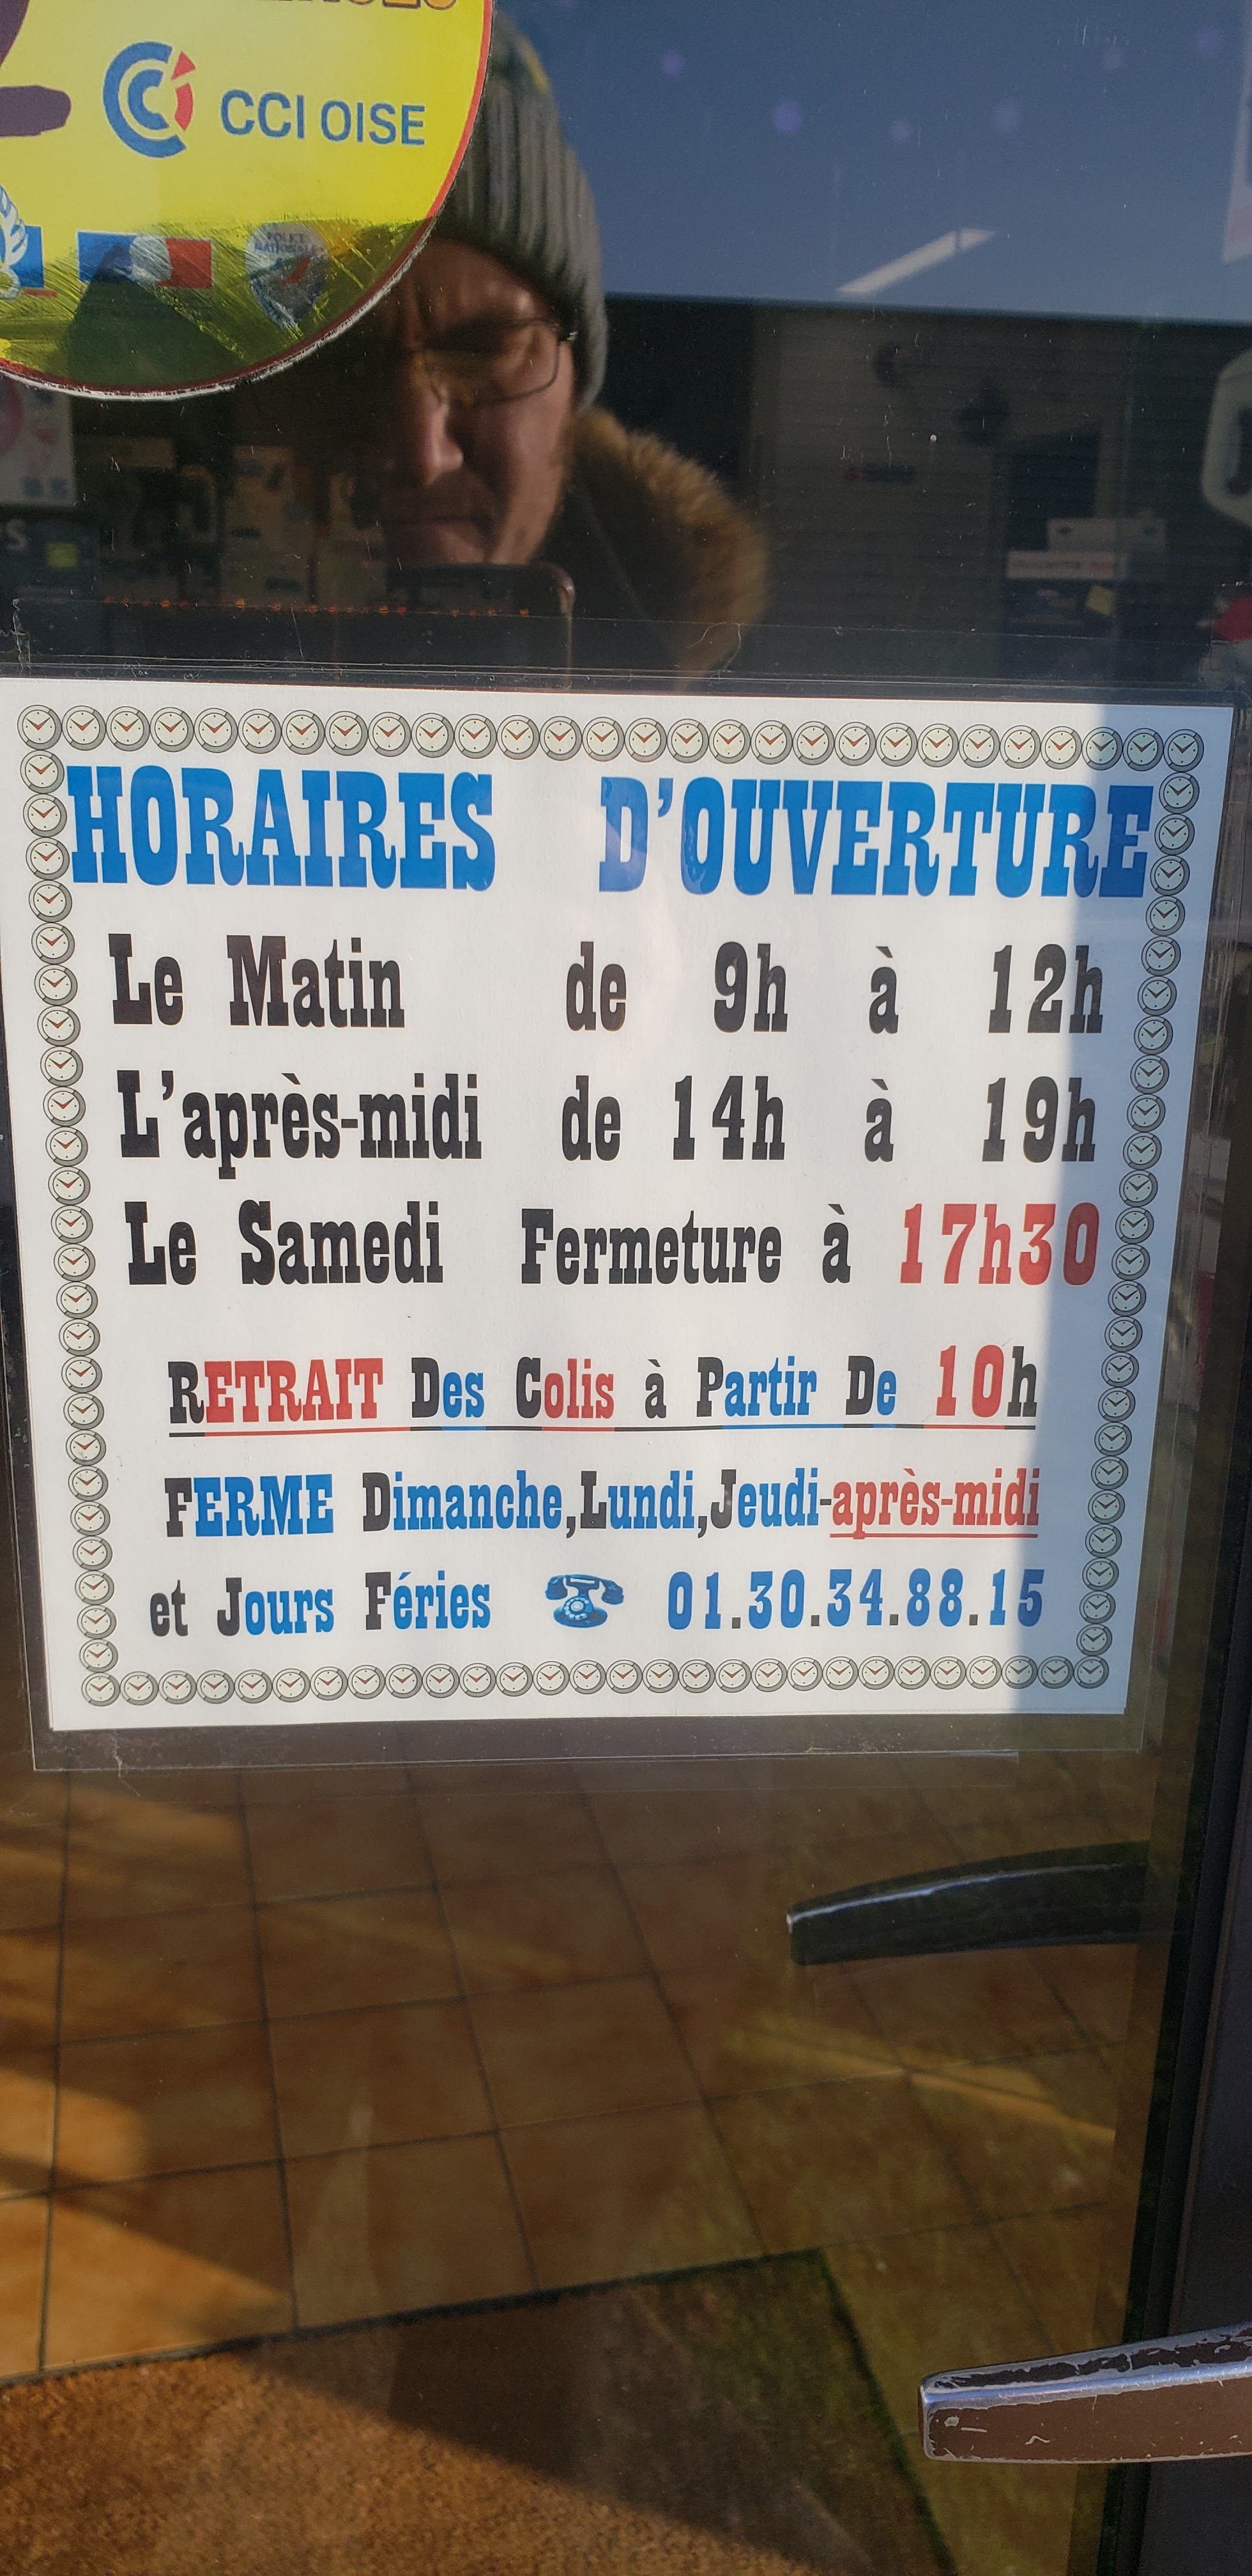 CCI OISE
POLICE
NATIONALE
HORAIRES D'OUVERTURE
Le Matin de 9h à 12h
L'après-midi de 14h à 19h
Le Samedi Fermeture à 17h30
RETRAIT Des Colis à Partir De 10h
FERME Dimanche,Lundi,Jeudi-après-midi
et Jours Féries 01.30.34.88.15